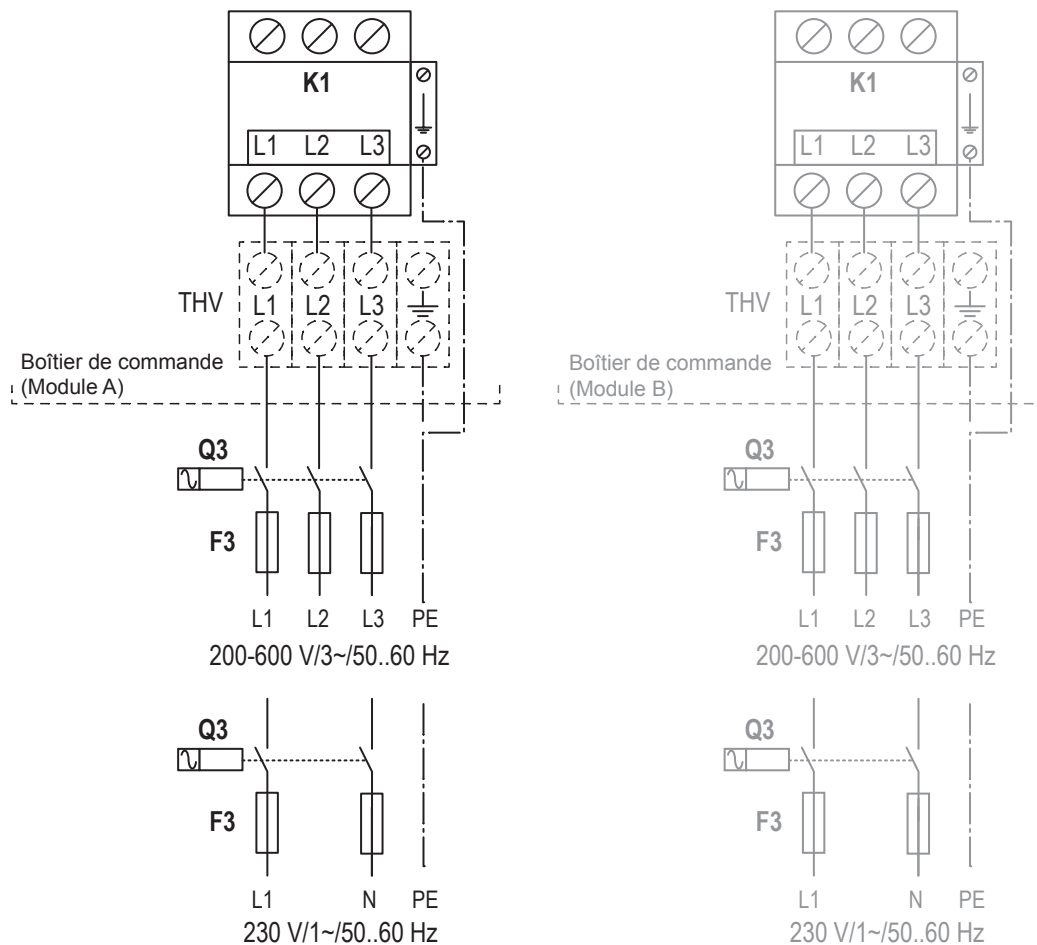 K1
L1 L2 L3
THV
L1 L2 L3
Boîtier de commande
(Module A)
Q3
F3
L1 L2 L3 PE
200-600 V/3~/50..60 Hz
Q3
F3
L1 N PE
230 V/1~/50..60 Hz
K1
L1 L2 L3
THV
L1 L2 L3
Boîtier de commande
(Module B)
Q3
F3
L1 L2 L3 PE
200-600 V/3~/50..60 Hz
Q3
F3
L1 N PE
230 V/1~/50..60 Hz